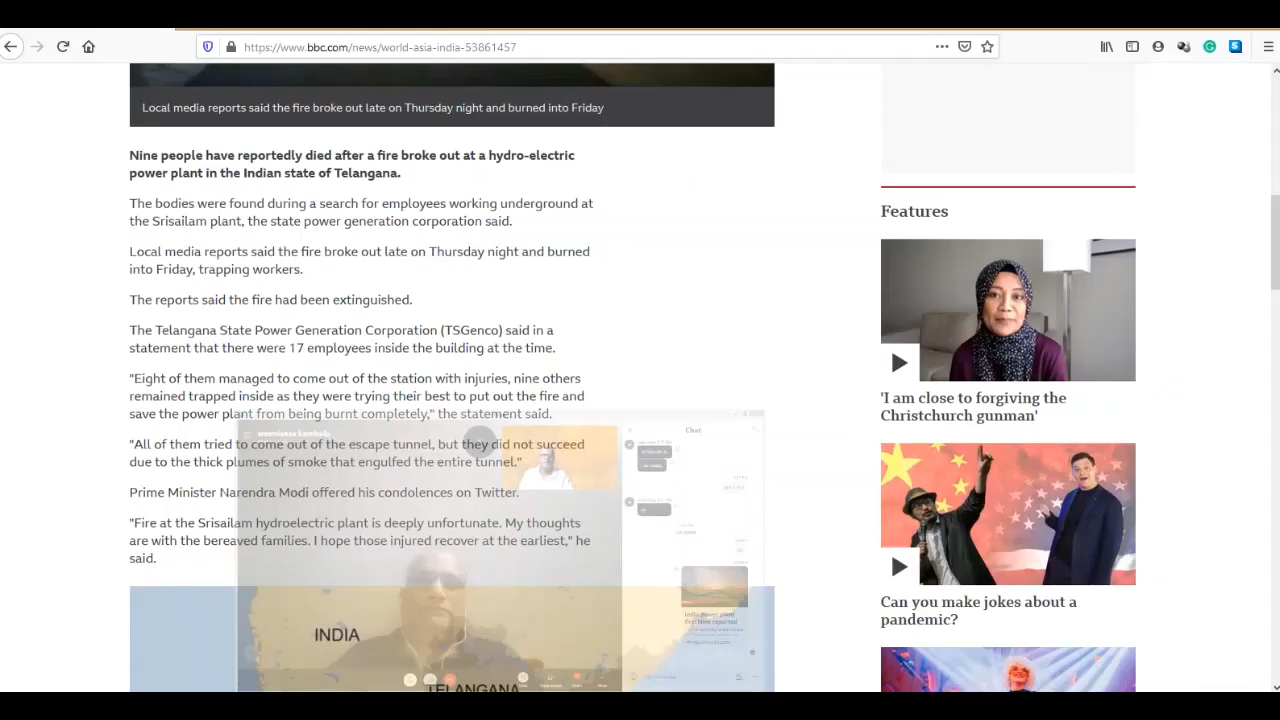 https://www.bbc.com/news/world-asia-india-53861457
Local media reports said the fire broke out late on Thursday night and burned into Friday
Nine people have reportedly died after a fire broke out at a hydro-electric
power plant in the Indian state of Telangana.
The bodies were found during a search for employees working underground at
the Srisailam plant, the state power generation corporation said.
Local media reports said the fire broke out late on Thursday night and burned
into Friday, trapping workers.
The reports said the fire had been extinguished.
The Telangana State Power Generation Corporation (TSGenco) said in a
statement that there were 17 employees inside the building at the time.
"Eight of them managed to come out of the station with injuries, nine others
remained trapped inside as they were trying their best to put out the fire and
save the power plant from being burnt completely," the statement said.
"All of them tried to come out of the escape tunnel, but they did not succeed
due to the thick plumes of smoke that engulfed the entire tunnel."
Prime Minister Narendra Modi offered his condolences on Twitter.
"Fire at the Srisailam hydroelectric plant is deeply unfortunate. My thoughts
are with the bereaved families. I hope those injured recover at the earliest," he
said.
Chat
India power plant
fire: Nine reported
INDIA
TELANGANA
Features
'I am close to forgiving the
Christchurch gunman'
Can you make jokes about a
pandemic?